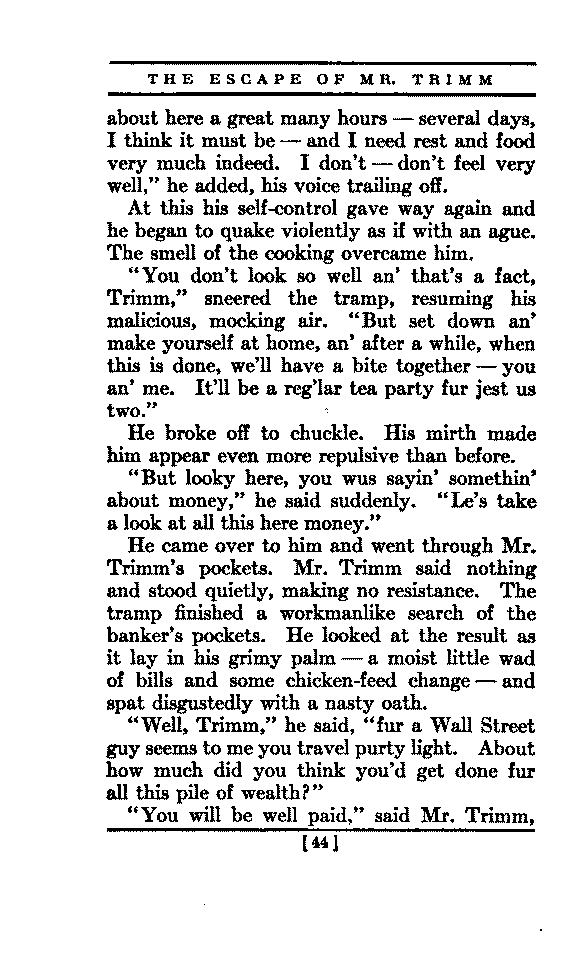 THE ESCAPE OF MR. TRIMM
about here a great many hours — several days,
I think it must be — and I need rest and food
very much indeed. I don't — don't feel very
well," he added, his voice trailing off.
At this his self-control gave way again and
he began to quake violently as if with an ague.
The smell of the cooking overcame him.
"You don't look so well an' that's a fact,
Trimm," sneered the tramp, resuming his
malicious, mocking air. "But set down an'
make yourself at home, an' after a while, when
this is done, we'll have a bite together — you
an' me. It'll be a reg'lar tea party fur jest us
two."
He broke off to chuckle. His mirth made
him appear even more repulsive than before.
"But looky here, you wus sayin' somethin'
about money," he said suddenly. "Le's take
a look at all this here money."
He came over to him and went through Mr.
Trimm's pockets. Mr. Trimm said nothing
and stood quietly, making no resistance. The
tramp finished a workmanlike search of the
banker's pockets. He looked at the result as
it lay in his grimy palm — a moist little wad
of bills and some chicken-feed change — and
spat disgustedly with a nasty oath.
"Well, Trimm," he said, "fur a Wall Street
guy seems to me you travel purty light. About
how much did you think you'd get done fur
all this pile of wealth?"
"You will be well paid," said Mr. Trimm,
[44]